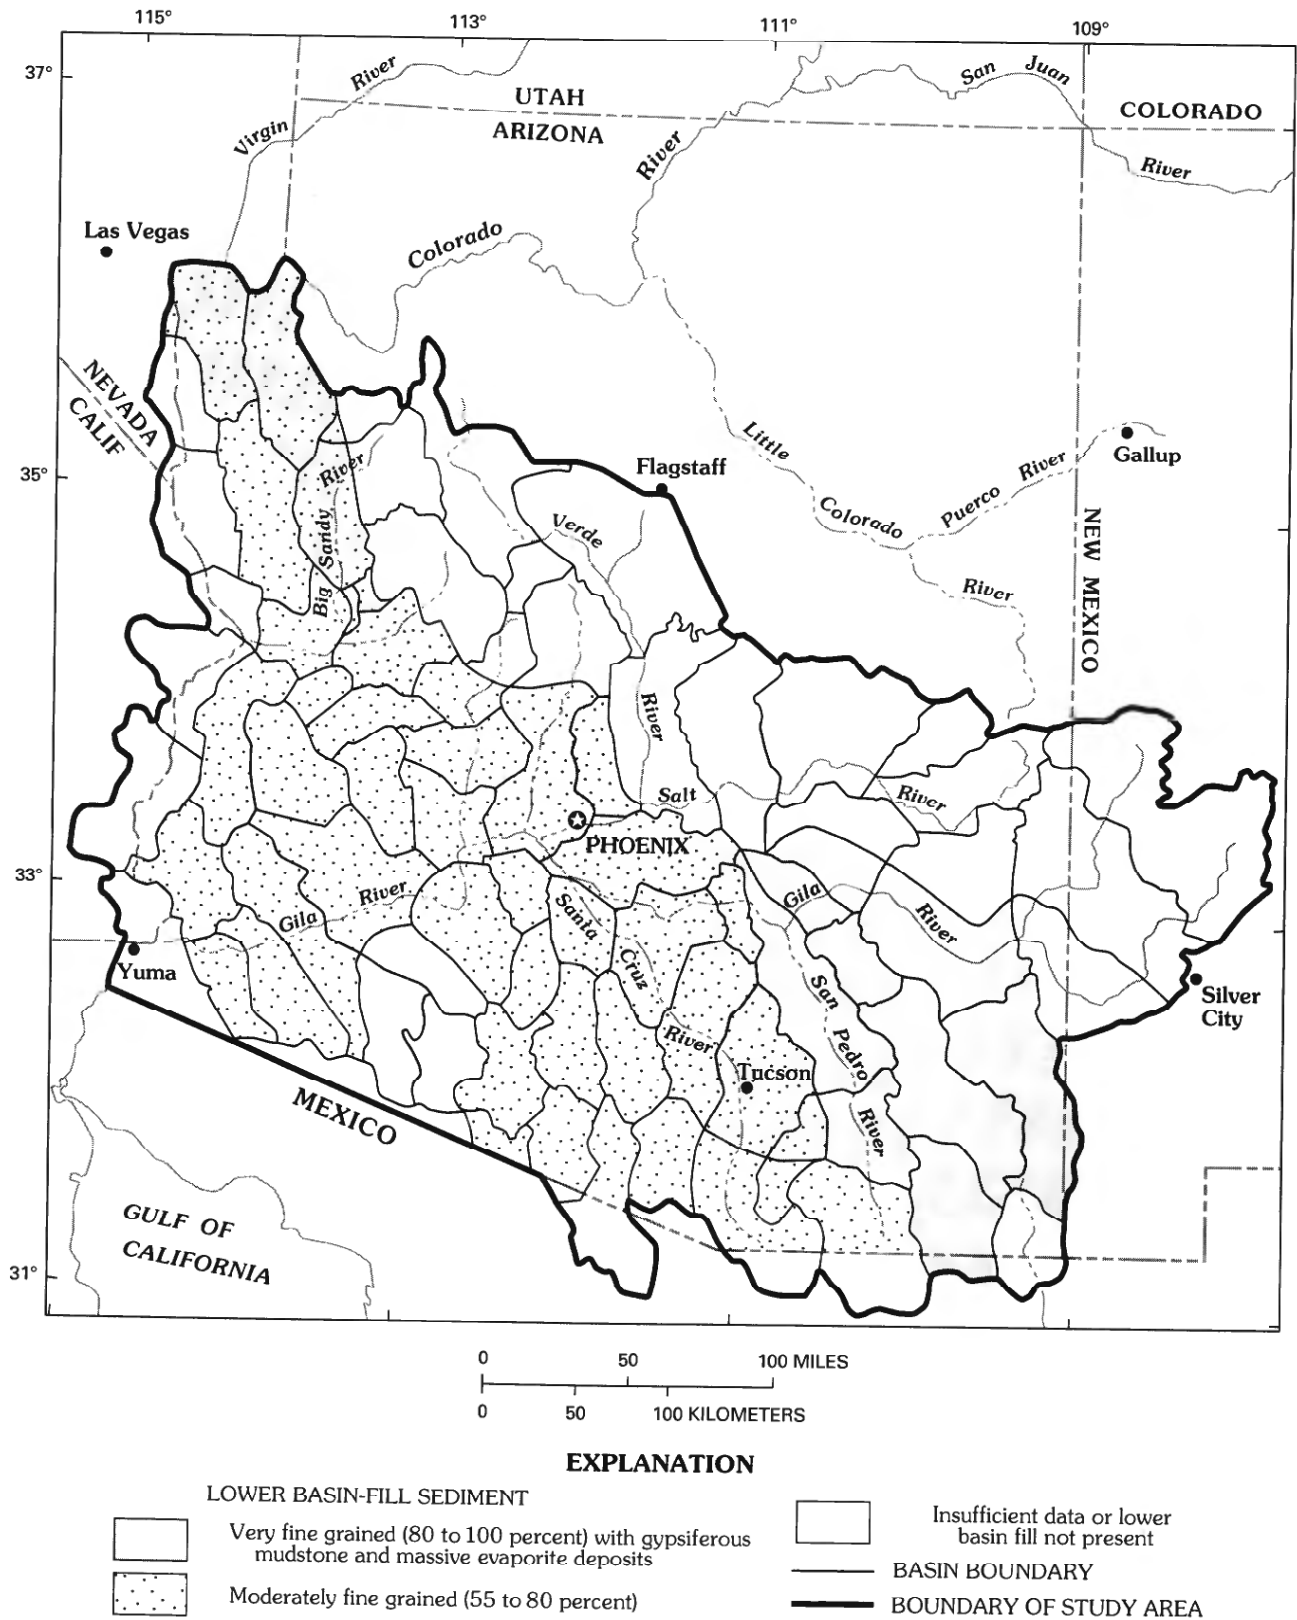 115°
113°
111°
109°
37°
Virgin
River
UTAH
ARIZONA
San
Juan
COLORADO
River
River
Las Vegas
Colorado
NEVADA
CALIF
35°
Little
Flagstaff
Gallup
River
Puerco
River
Colorado
Verde
Sandy
Big
River
NEW MEXICO
River
Salt
River
PHOENIX
33°
Gila
River
Gila
River
Santa
Cruz
River
Yuma
San
Pedro
River
Silver
City
Tucson
MEXICO
GULF OF
CALIFORNIA
31°
0 50 100 MILES
0 50 100 KILOMETERS
EXPLANATION
LOWER BASIN-FILL SEDIMENT
Very fine grained (80 to 100 percent) with gypsiferous
mudstone and massive evaporite deposits
Moderately fine grained (55 to 80 percent)
Insufficient data or lower
basin fill not present
BASIN BOUNDARY
BOUNDARY OF STUDY AREA